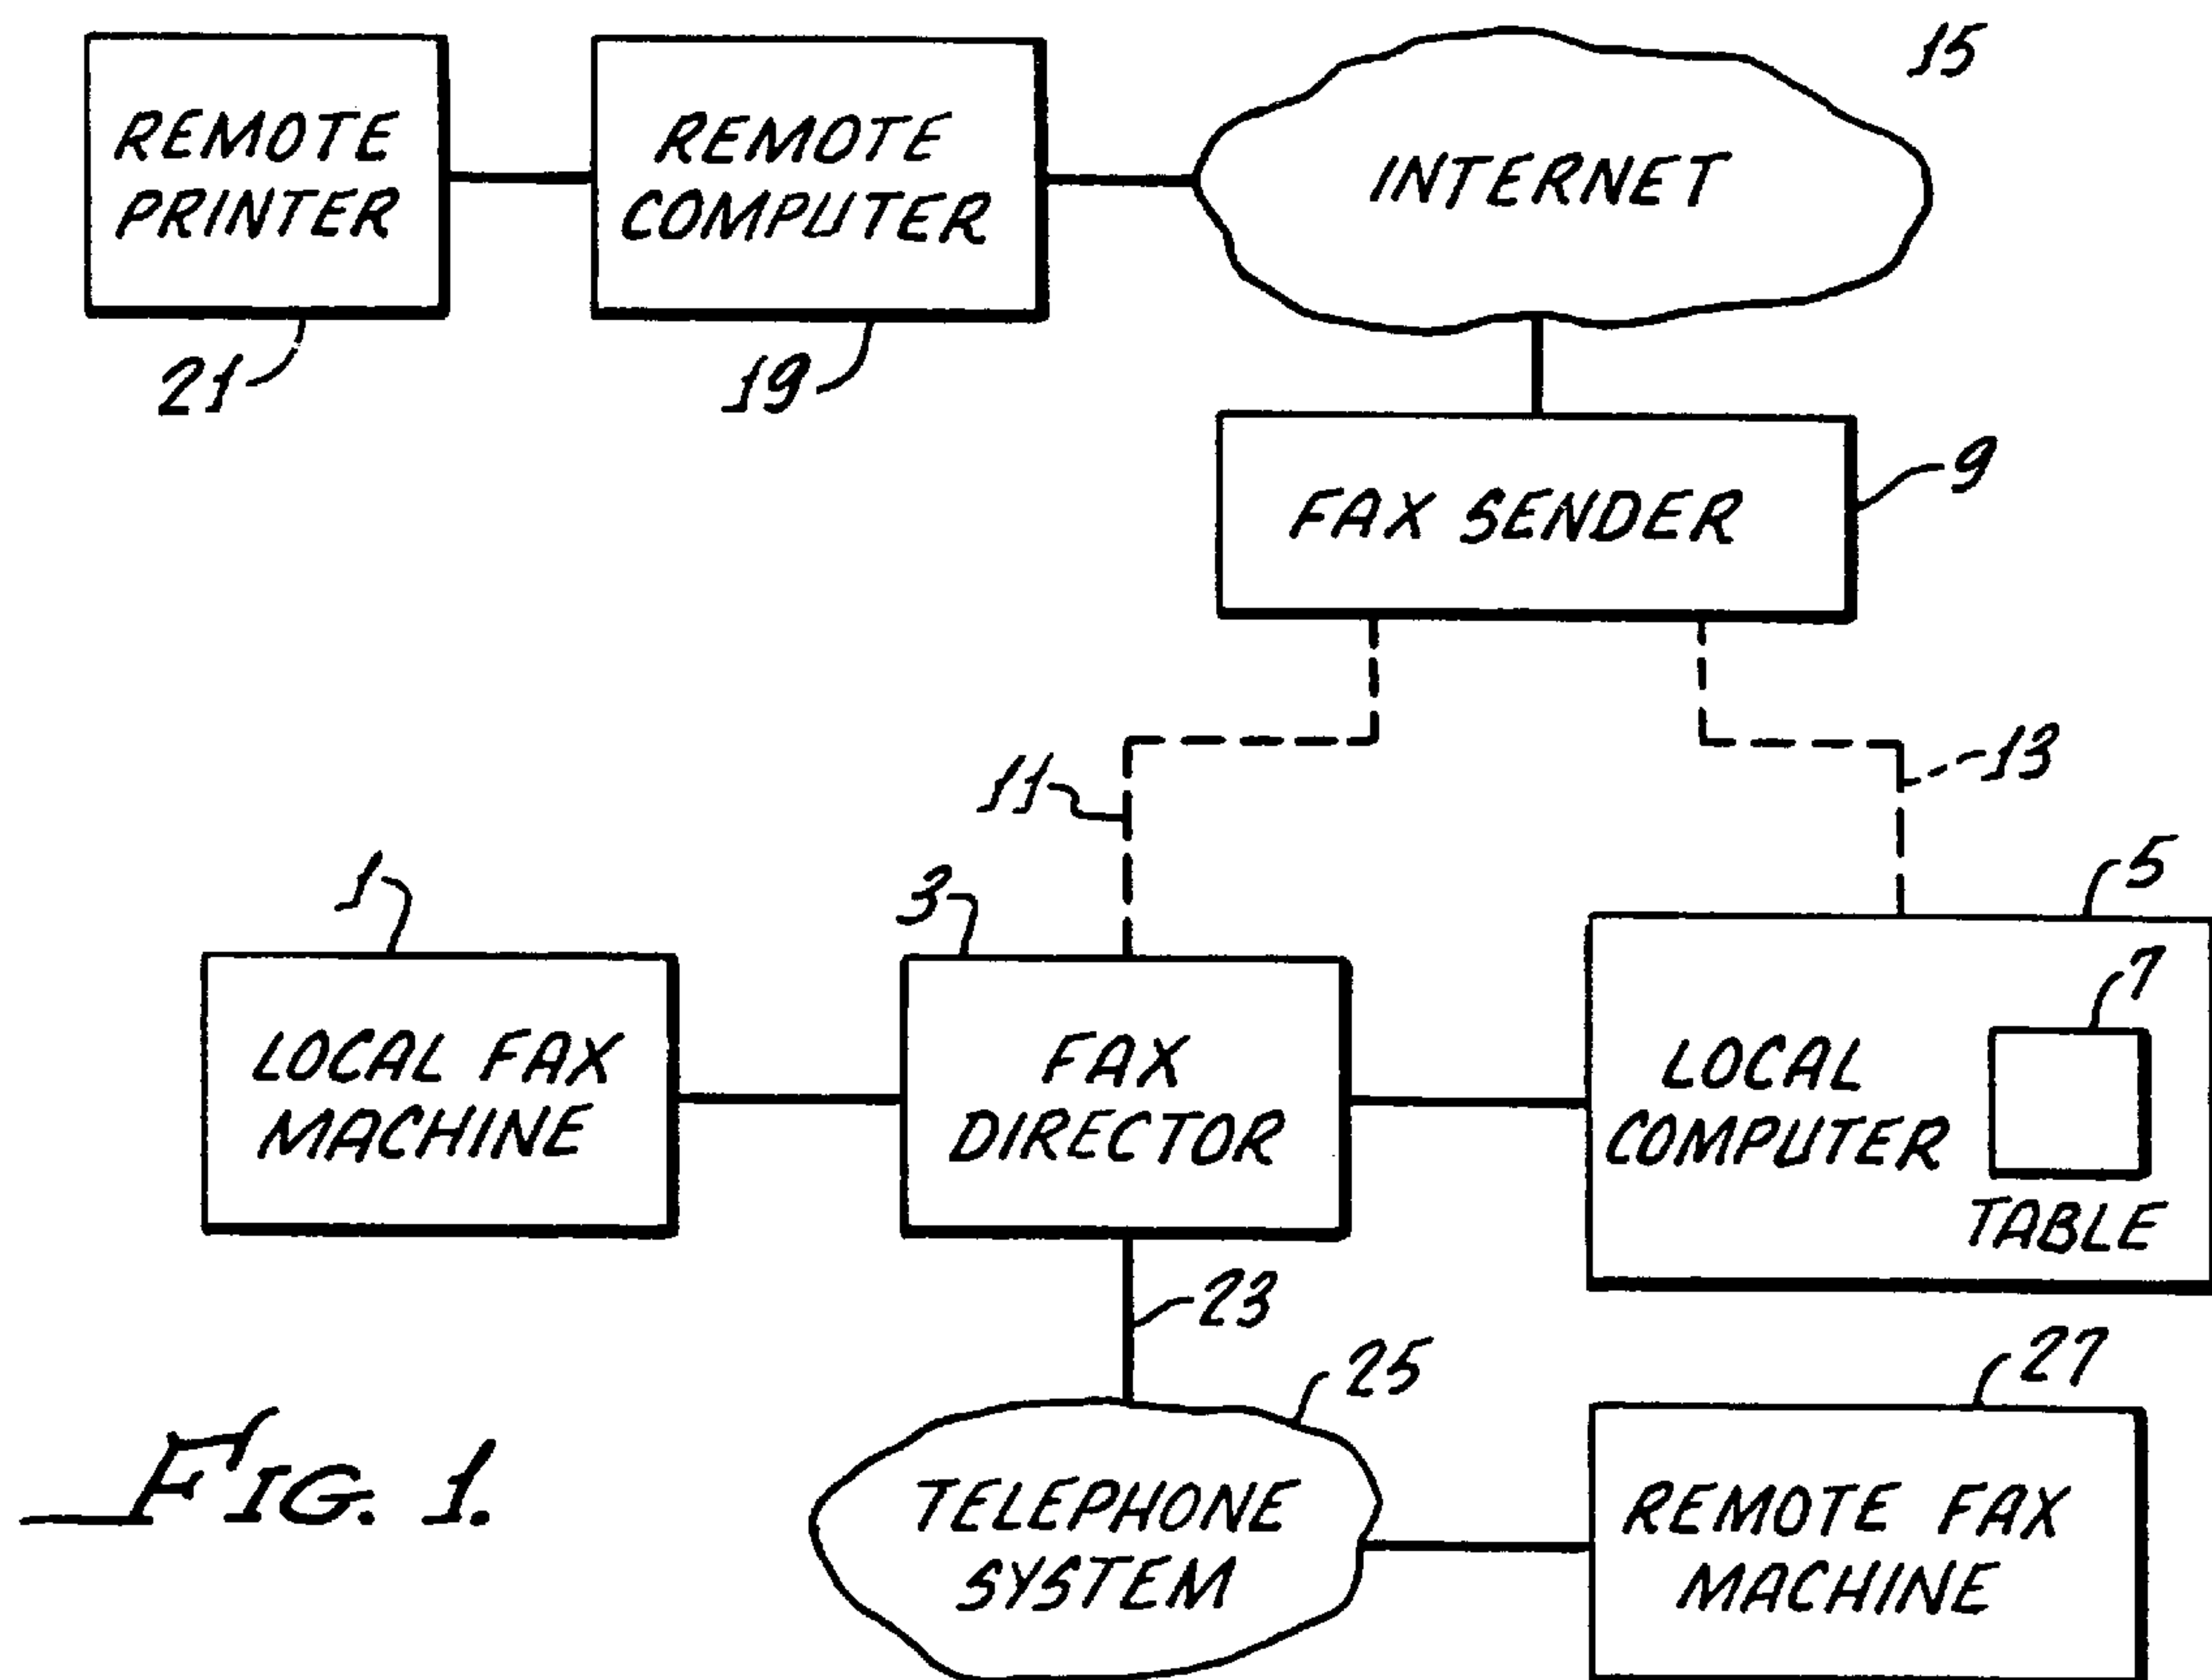 15
REMOTE
PRINTER
REMOTE
COMPUTER
INTERNET
21
19
FAX SENDER
9
11
13
1
3
5
7
LOCAL FAX
MACHINE
FAX
DIRECTOR
LOCAL
COMPUTER
TABLE
23
25
27
FIG. 1.
TELEPHONE
SYSTEM
REMOTE FAX
MACHINE